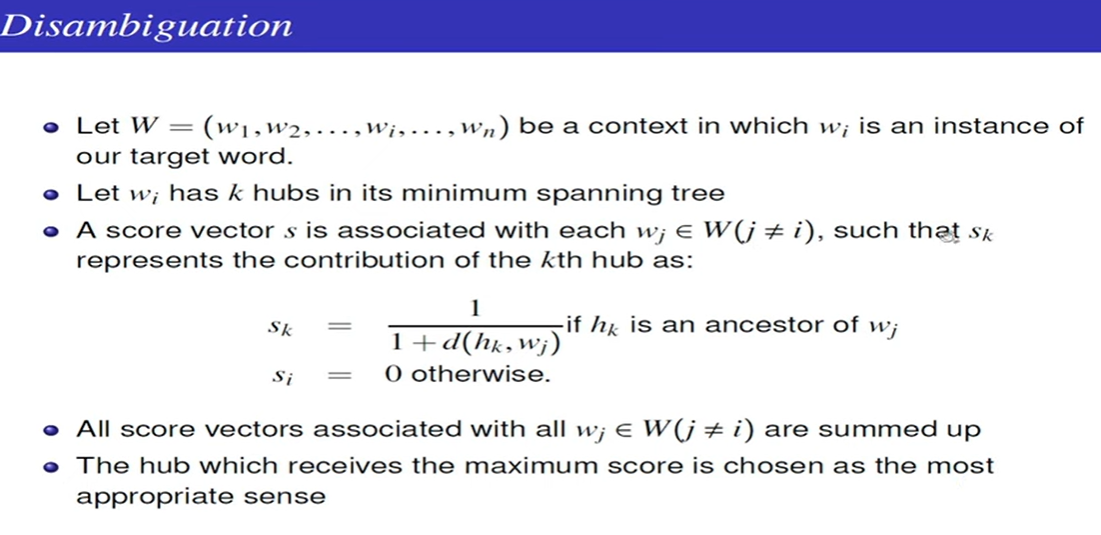 Disambiguation
Let W = (w₁, w₂, …, wᵢ, …, wₙ) be a context in which wᵢ is an instance of
our target word.
Let wᵢ has k hubs in its minimum spanning tree
A score vector s is associated with each wⱼ ∈ W(j ≠ i), such that sₖ
represents the contribution of the kth hub as:
sₖ = 1 / (1 + d(hₖ, wⱼ)) if hₖ is an ancestor of wⱼ
sᵢ = 0 otherwise.
All score vectors associated with all wⱼ ∈ W(j ≠ i) are summed up
The hub which receives the maximum score is chosen as the most
appropriate sense